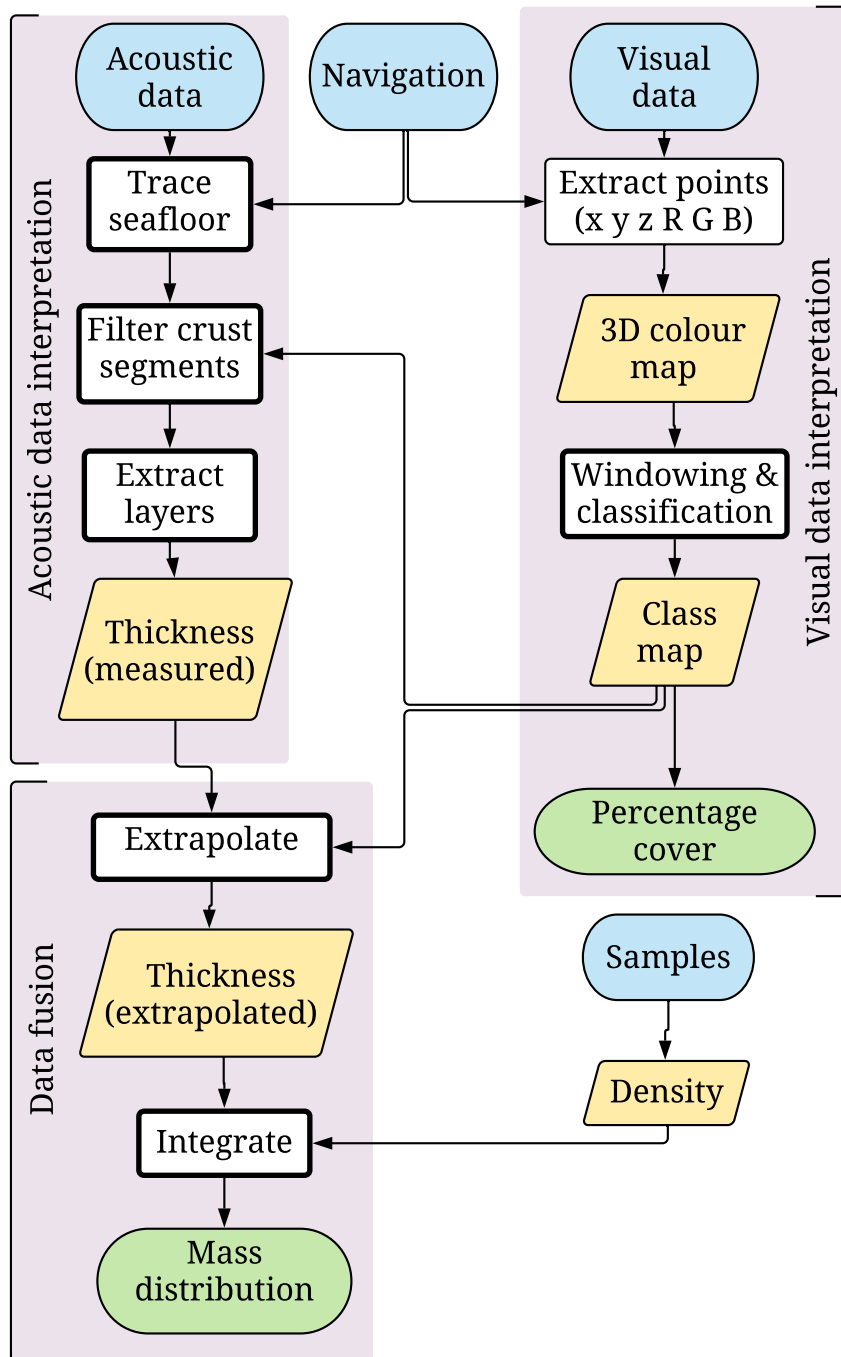 Acoustic
data
Navigation
Visual
data
Trace
seafloor
Extract points
(x y z R G B)
Filter crust
segments
3D colour
map
Extract
layers
Windowing &
classification
Thickness
(measured)
Class
map
Acoustic data interpretation
Visual data interpretation
Percentage
cover
Extrapolate
Thickness
(extrapolated)
Samples
Density
Integrate
Mass
distribution
Data fusion